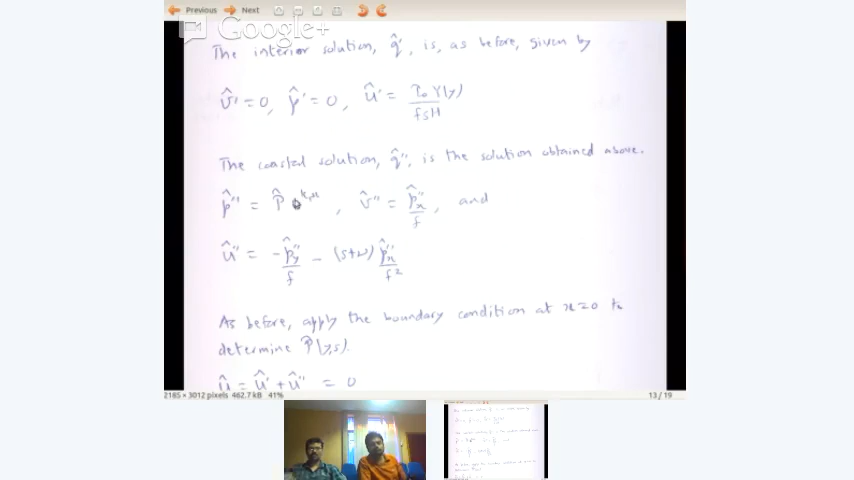 Previous Next
Google+
The interior solution, q̂', is, as before, given by
v̂' = 0, p̂' = 0, û' = τ₀ Y(y) / fsH
The coastal solution, q̂", is the solution obtained above.
p̂" = P̂ , v̂" = p̂"ₓ / f , and
û" = - p̂"ᵧ / f - (s+ν) p̂"ₓ / f²
As before, apply the boundary condition at x=0 to
determine P̂(y,s).
û = û' + û" = 0
2185 × 3012 pixels 462.7 kB 41% 13 / 19